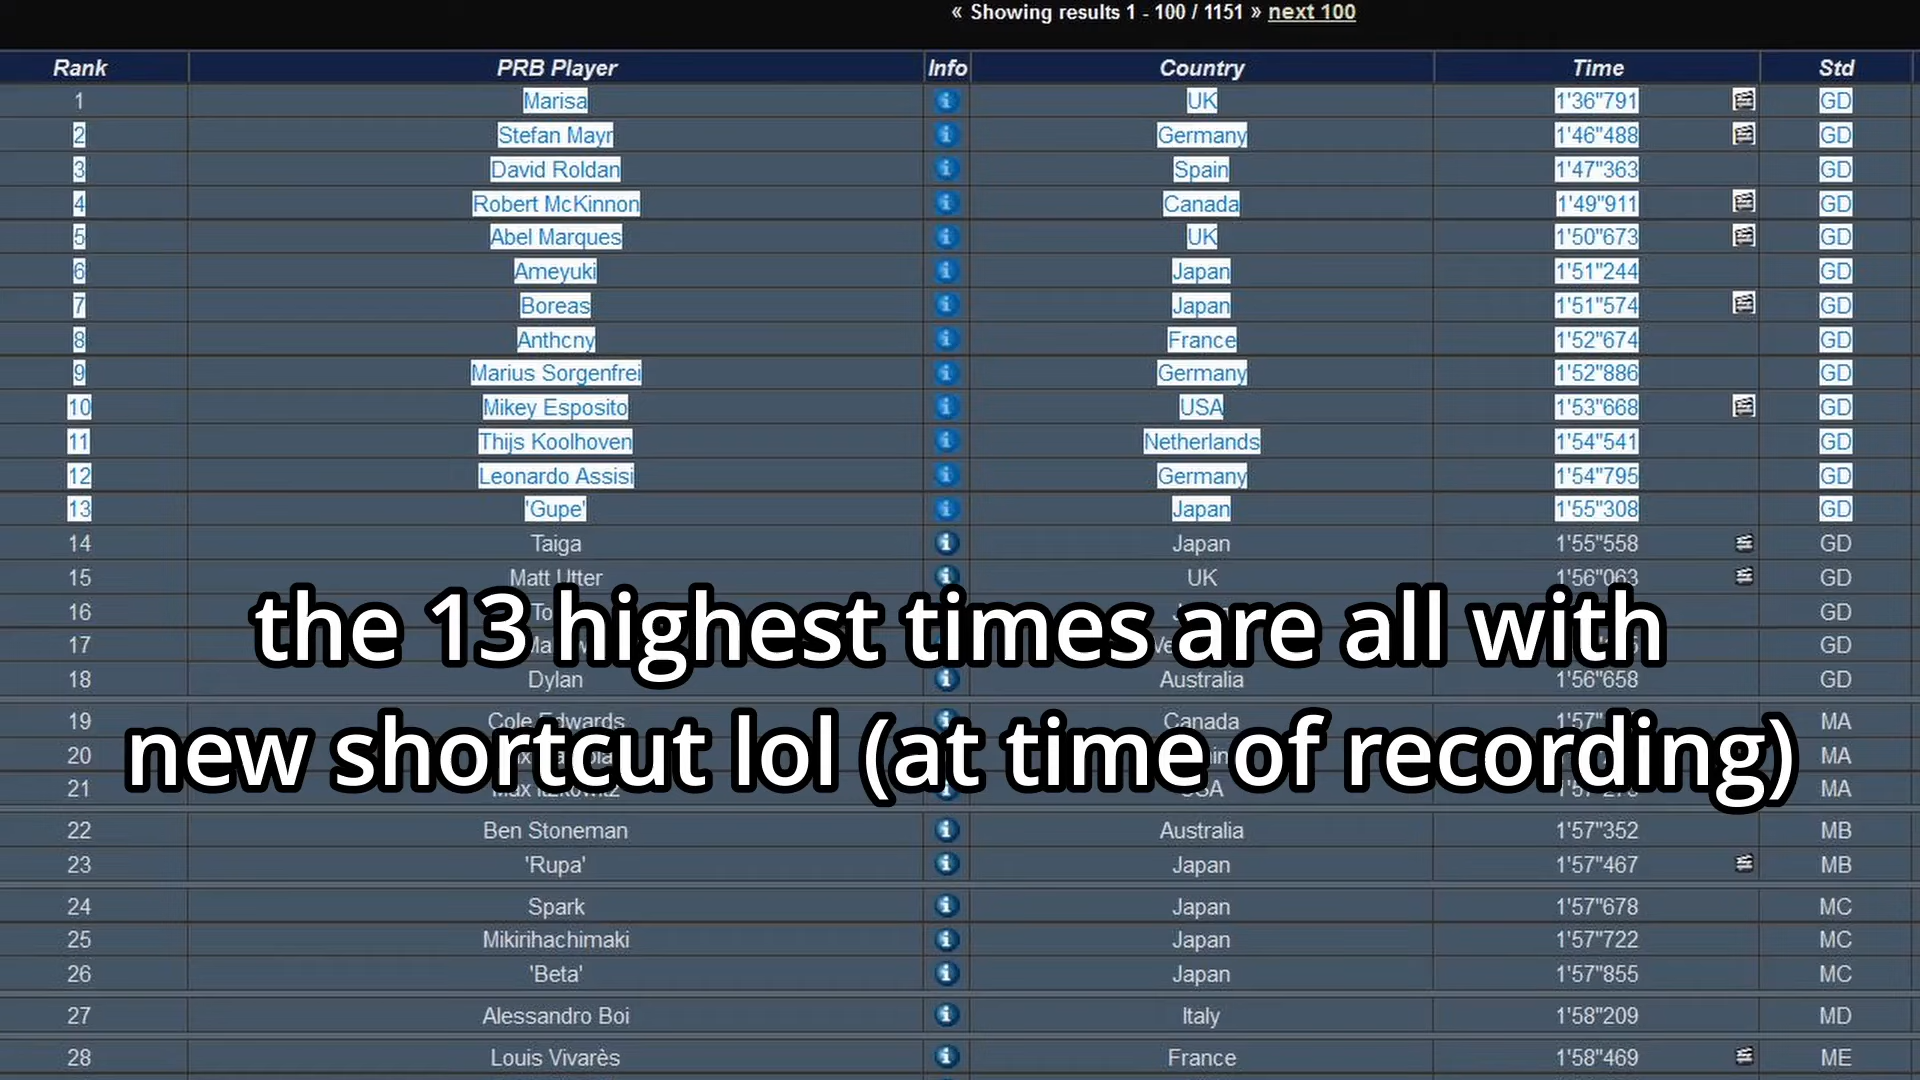 « Showing results 1 - 100 / 1151 » next 100
Rank PRB Player Info Country Time Std
1 Marisa UK 1'36"791 GD
2 Stefan Mayr Germany 1'46"488 GD
3 David Roldan Spain 1'47"363 GD
4 Robert McKinnon Canada 1'49"911 GD
5 Abel Marques UK 1'50"673 GD
6 Ameyuki Japan 1'51"244 GD
7 Boreas Japan 1'51"574 GD
8 Anthcny France 1'52"674 GD
9 Marius Sorgenfrei Germany 1'52"886 GD
10 Mikey Esposito USA 1'53"668 GD
11 Thijs Koolhoven Netherlands 1'54"541 GD
12 Leonardo Assisi Germany 1'54"795 GD
13 'Gupe' Japan 1'55"308 GD
14 Taiga Japan 1'55"558 GD
15 Matt Utter UK 1'56"063 GD
16 GD
the 13 highest times are all with
17 GD
18 Dylan Australia 1'56"658 GD
19 Cole Edwards Canada MA
new shortcut lol (at time of recording)
20 MA
21 Max Itzkowitz USA MA
22 Ben Stoneman Australia 1'57"352 MB
23 'Rupa' Japan 1'57"467 MB
24 Spark Japan 1'57"678 MC
25 Mikirihachimaki Japan 1'57"722 MC
26 'Beta' Japan 1'57"855 MC
27 Alessandro Boi Italy 1'58"209 MD
28 Louis Vivarès France 1'58"469 ME